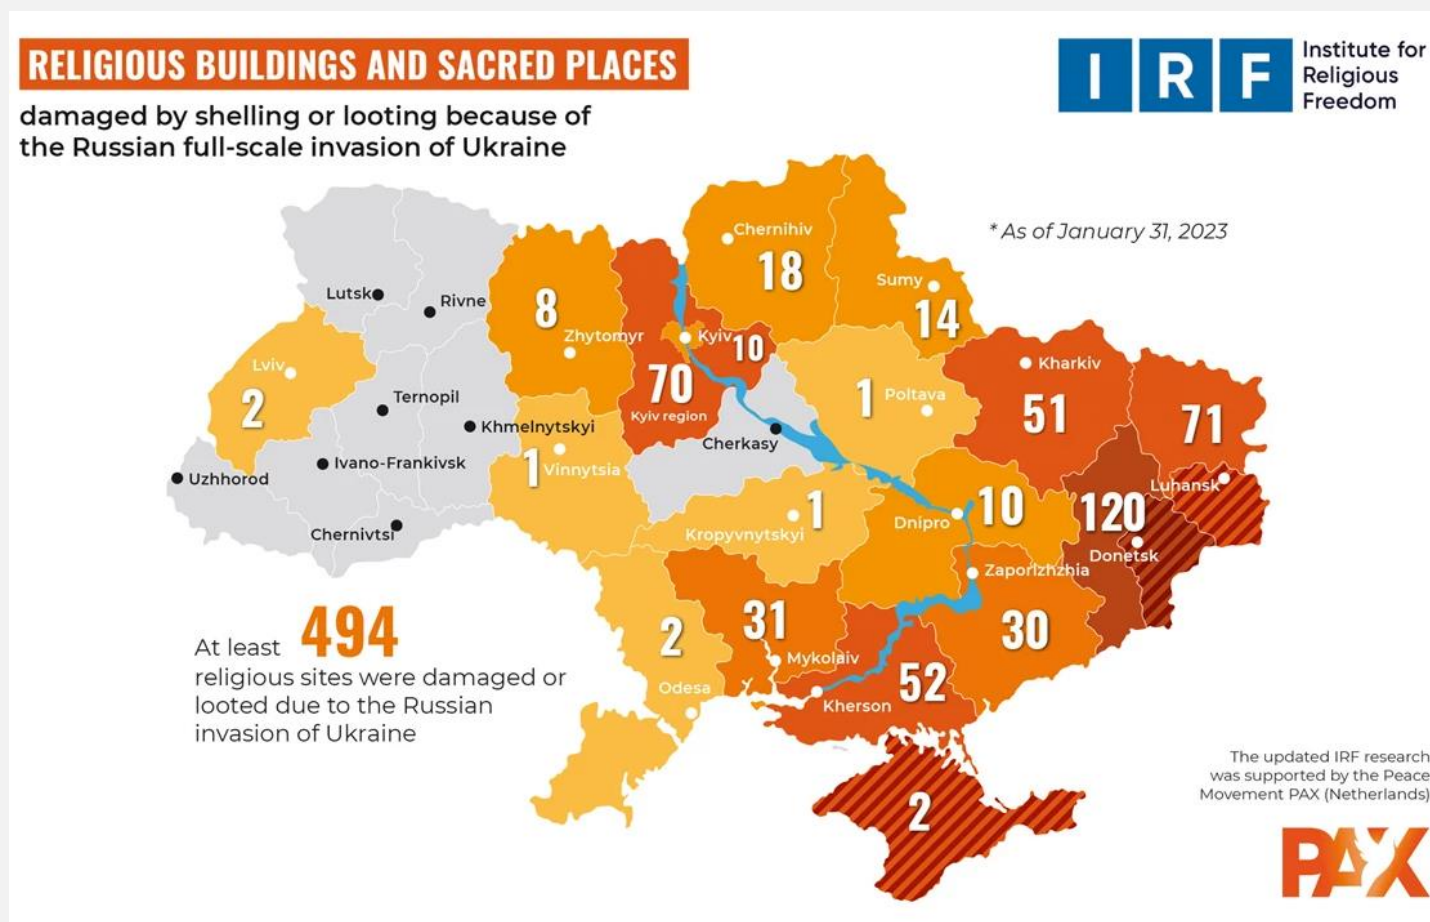 RELIGIOUS BUILDINGS AND SACRED PLACES
damaged by shelling or looting because of
the Russian full-scale invasion of Ukraine
I R F
Institute for
Religious
Freedom
* As of January 31, 2023
Chernihiv
18
Sumy
14
Lutsk
Rivne
8
Zhytomyr
Kyiv
10
70
Kyiv region
Lviv
2
Kharkiv
51
1
Poltava
71
Ternopil
Khmelnytskyi
Cherkasy
Ivano-Frankivsk
1
Vinnytsia
Uzhhorod
Luhansk
Chernivtsi
1
Kropyvnytskyi
10
Dnipro
120
Donetsk
Zaporizhzhia
30
31
Mykolaiv
2
Odesa
52
Kherson
2
At least 494
religious sites were damaged or
looted due to the Russian
invasion of Ukraine
The updated IRF research
was supported by the Peace
Movement PAX (Netherlands)
PAX